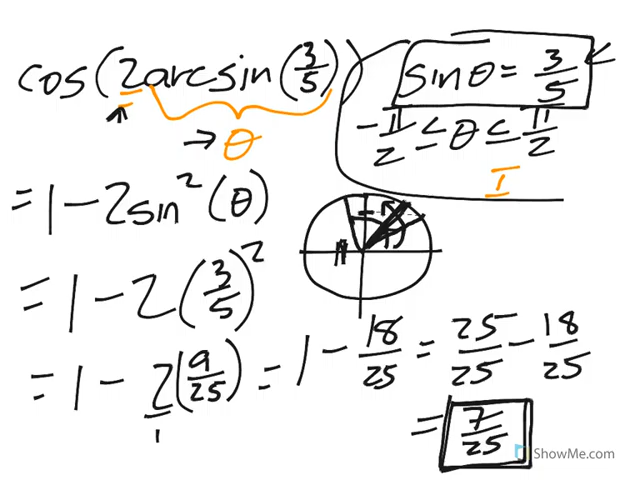 cos(2arcsin(3/5))
→ θ
sinθ = 3/5
-π/2 ≤ θ ≤ π/2
I
= 1 - 2sin²(θ)
= 1 - 2(3/5)²
= 1 - 2(9/25) = 1 - 18/25 = 25/25 - 18/25
= 7/25
ShowMe.com